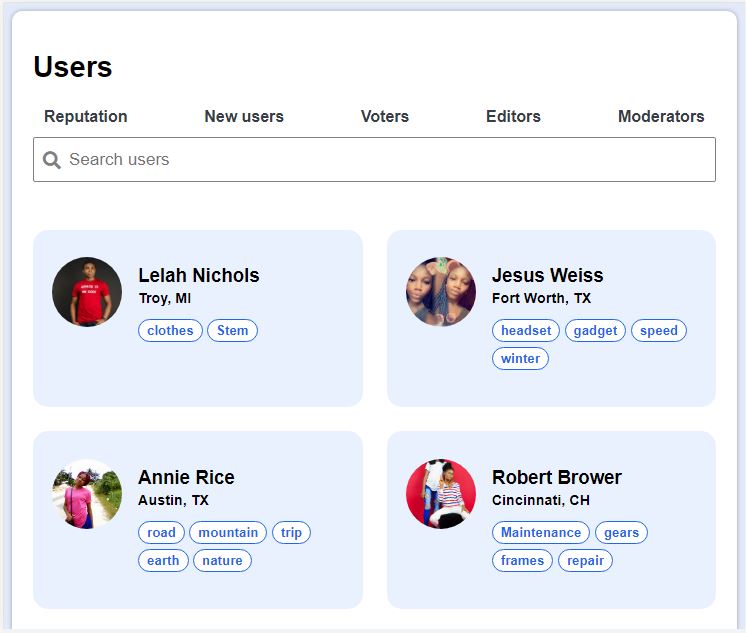 Users
Reputation New users Voters Editors Moderators
Search users
Lelah Nichols
Troy, MI
clothes Stem
Jesus Weiss
Fort Worth, TX
headset gadget speed
winter
Annie Rice
Austin, TX
road mountain trip
earth nature
Robert Brower
Cincinnati, CH
Maintenance gears
frames repair